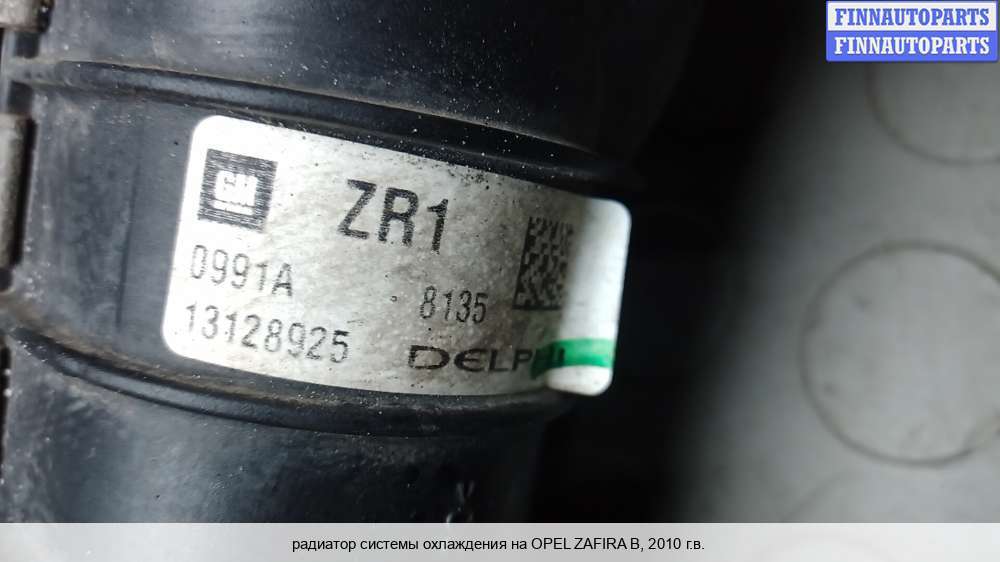 FINNAUTOPARTS
FINNAUTOPARTS
GM
ZR1
0991A
8135
13128925
DELPHI
радиатор системы охлаждения на OPEL ZAFIRA B, 2010 г.в.